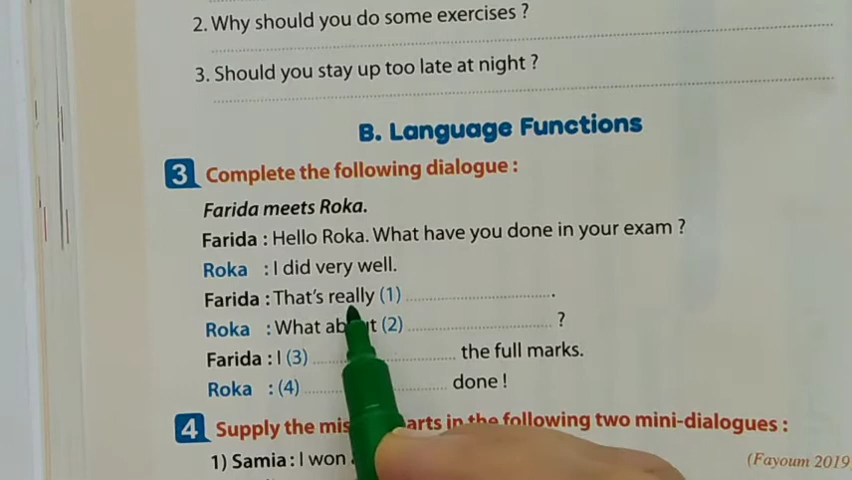 2. Why should you do some exercises ?
3. Should you stay up too late at night ?
B. Language Functions
3 Complete the following dialogue :
Farida meets Roka.
Farida : Hello Roka. What have you done in your exam ?
Roka : I did very well.
Farida : That's really (1) .............................. .
Roka : What (2) .............................. ?
Farida : I (3) .............................. the full marks.
Roka : (4) .............................. done !
4 Supply the in the following two mini-dialogues :
(Fayoum 2019
1) Samia : I won